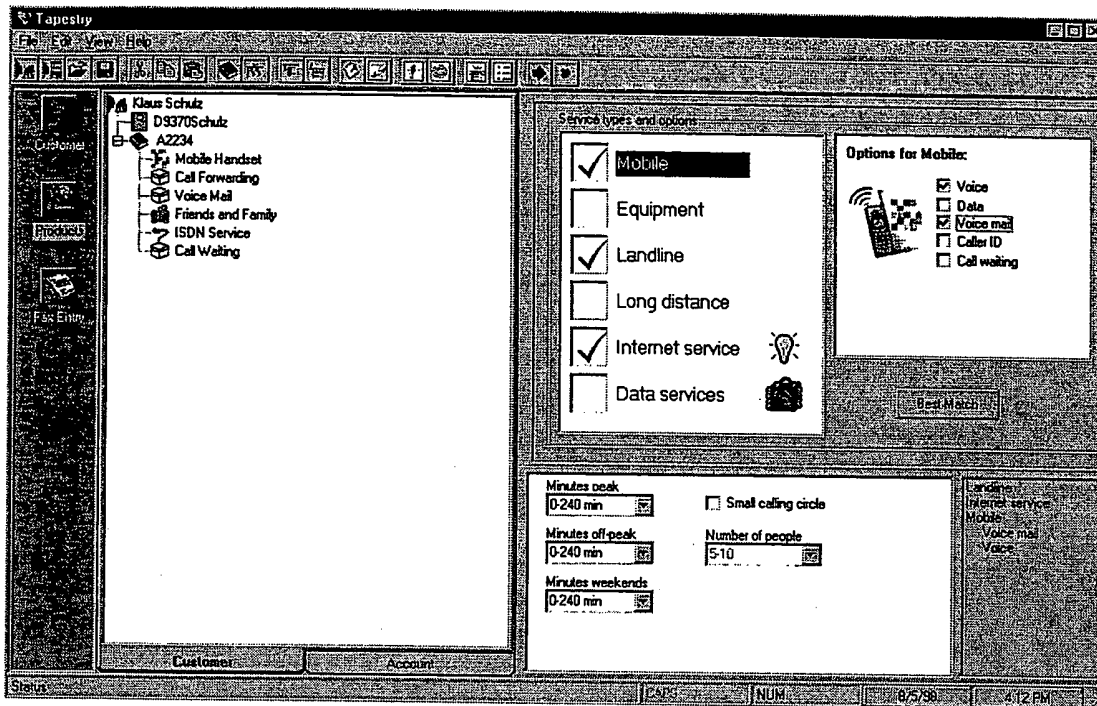 Tapestry
File Edit View Help
Customer
Products
Fax Entry
Klaus Schulz
D9370Schulz
A2234
Mobile Handset
Call Forwarding
Voice Mail
Friends and Family
ISDN Service
Call Waiting
Customer
Account
Service types and options
Mobile
Equipment
Landline
Long distance
Internet service
Data services
Options for Mobile:
Voice
Data
Voice mail
Caller ID
Call waiting
Best Match
Minutes peak
0-240 min
Small calling circle
Minutes off-peak
0-240 min
Number of people
5-10
Minutes weekends
0-240 min
Landline
Internet service
Mobile
Voice mail
Voice
Status
CAPS
NUM
8/5/98
4:12 PM